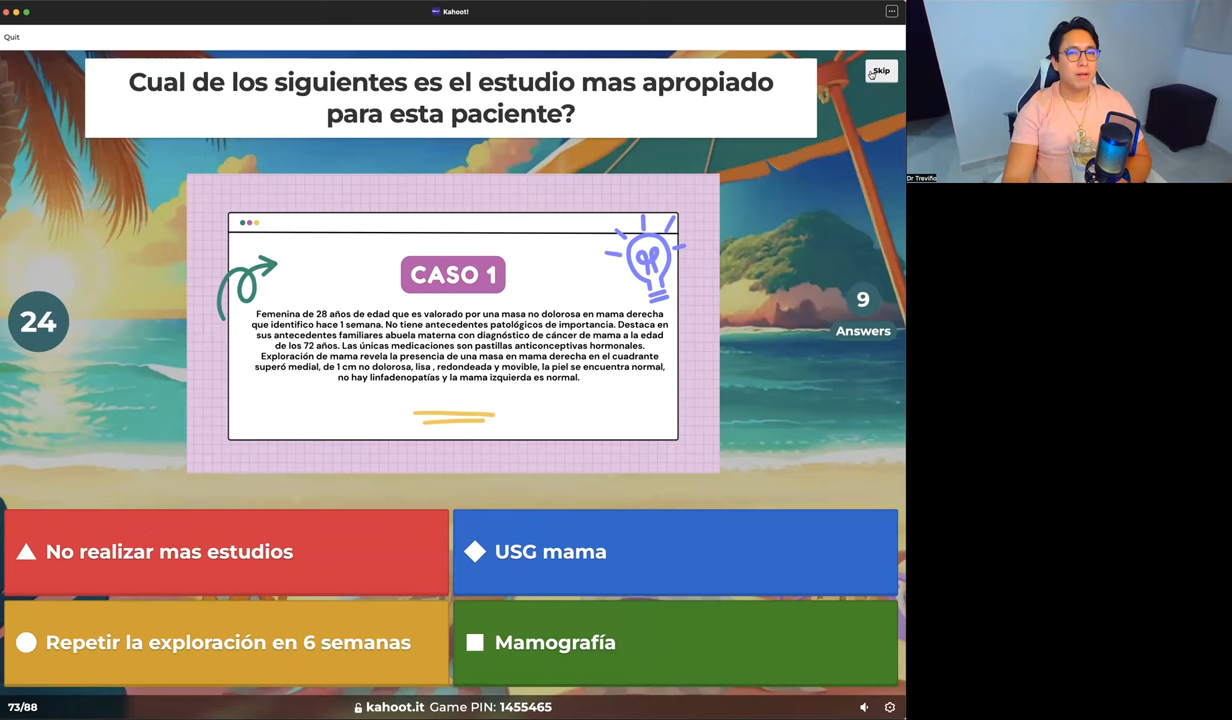 Kahoot!
Quit
Cual de los siguientes es el estudio mas apropiado
para esta paciente?
Skip
Dr Treviño
CASO 1
Femenina de 28 años de edad que es valorado por una masa no dolorosa en mama derecha
que identifico hace 1 semana. No tiene antecedentes patológicos de importancia. Destaca en
sus antecedentes familiares abuela materna con diagnóstico de cáncer de mama a la edad
de los 72 años. Las únicas medicaciones son pastillas anticonceptivas hormonales.
Exploración de mama revela la presencia de una masa en mama derecha en el cuadrante
superó medial, de 1 cm no dolorosa, lisa , redondeada y movible, la piel se encuentra normal,
no hay linfadenopatías y la mama izquierda es normal.
24
9
Answers
No realizar mas estudios
USG mama
Repetir la exploración en 6 semanas
Mamografía
73/88
kahoot.it Game PIN: 1455465